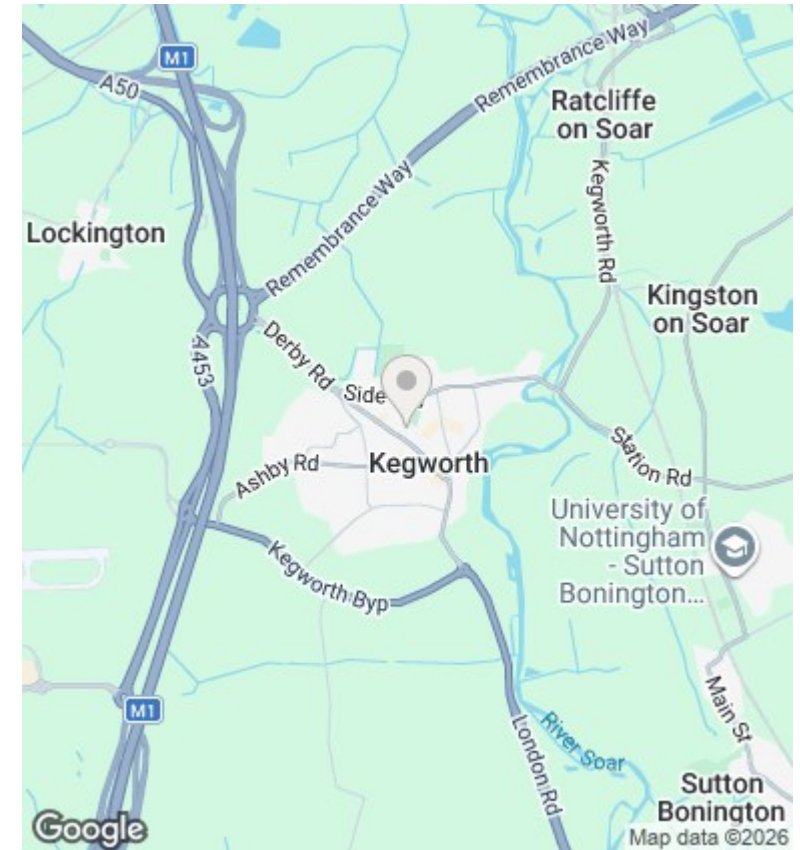 M1
A50
Remembrance Way
Ratcliffe
on Soar
Kegworth Rd
Lockington
Remembrance Way
Kingston
on Soar
A453
Derby Rd
Side
Ashby Rd
Kegworth
Station Rd
University of
Nottingham
- Sutton
Bonington...
Kegworth Byp
Main St
M1
London Rd
River Soar
Sutton
Bonington
Google
Map data ©2026